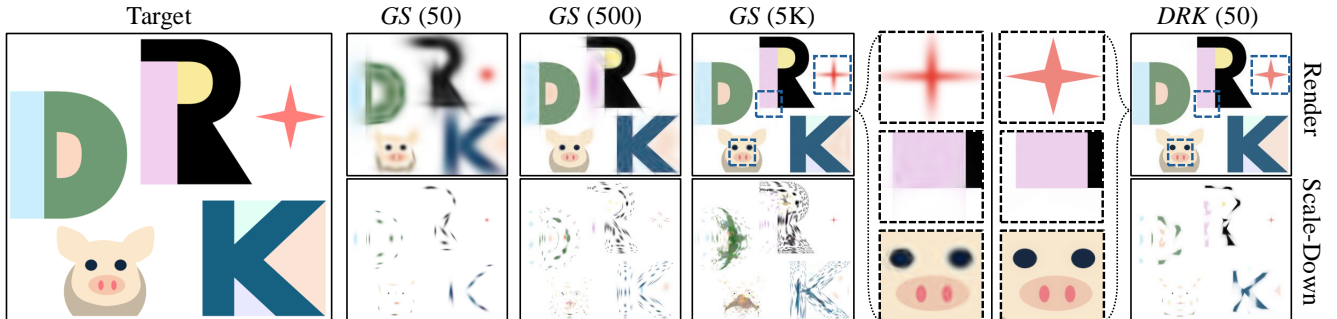 Target
GS (50)
GS (500)
GS (5K)
DRK (50)
D
R
K
Render
Scale-Down